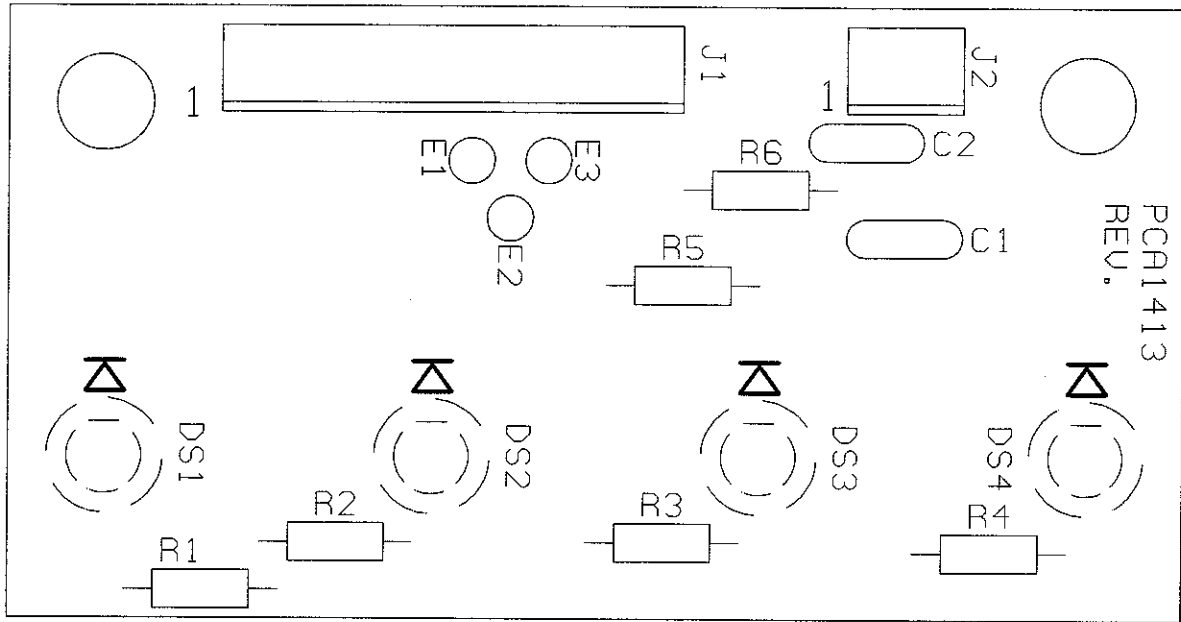 1
J1
1
J2
E1
E3
E2
R6
C2
R5
C1
PCA1413
REV.
DS1
DS2
DS3
DS4
R1
R2
R3
R4